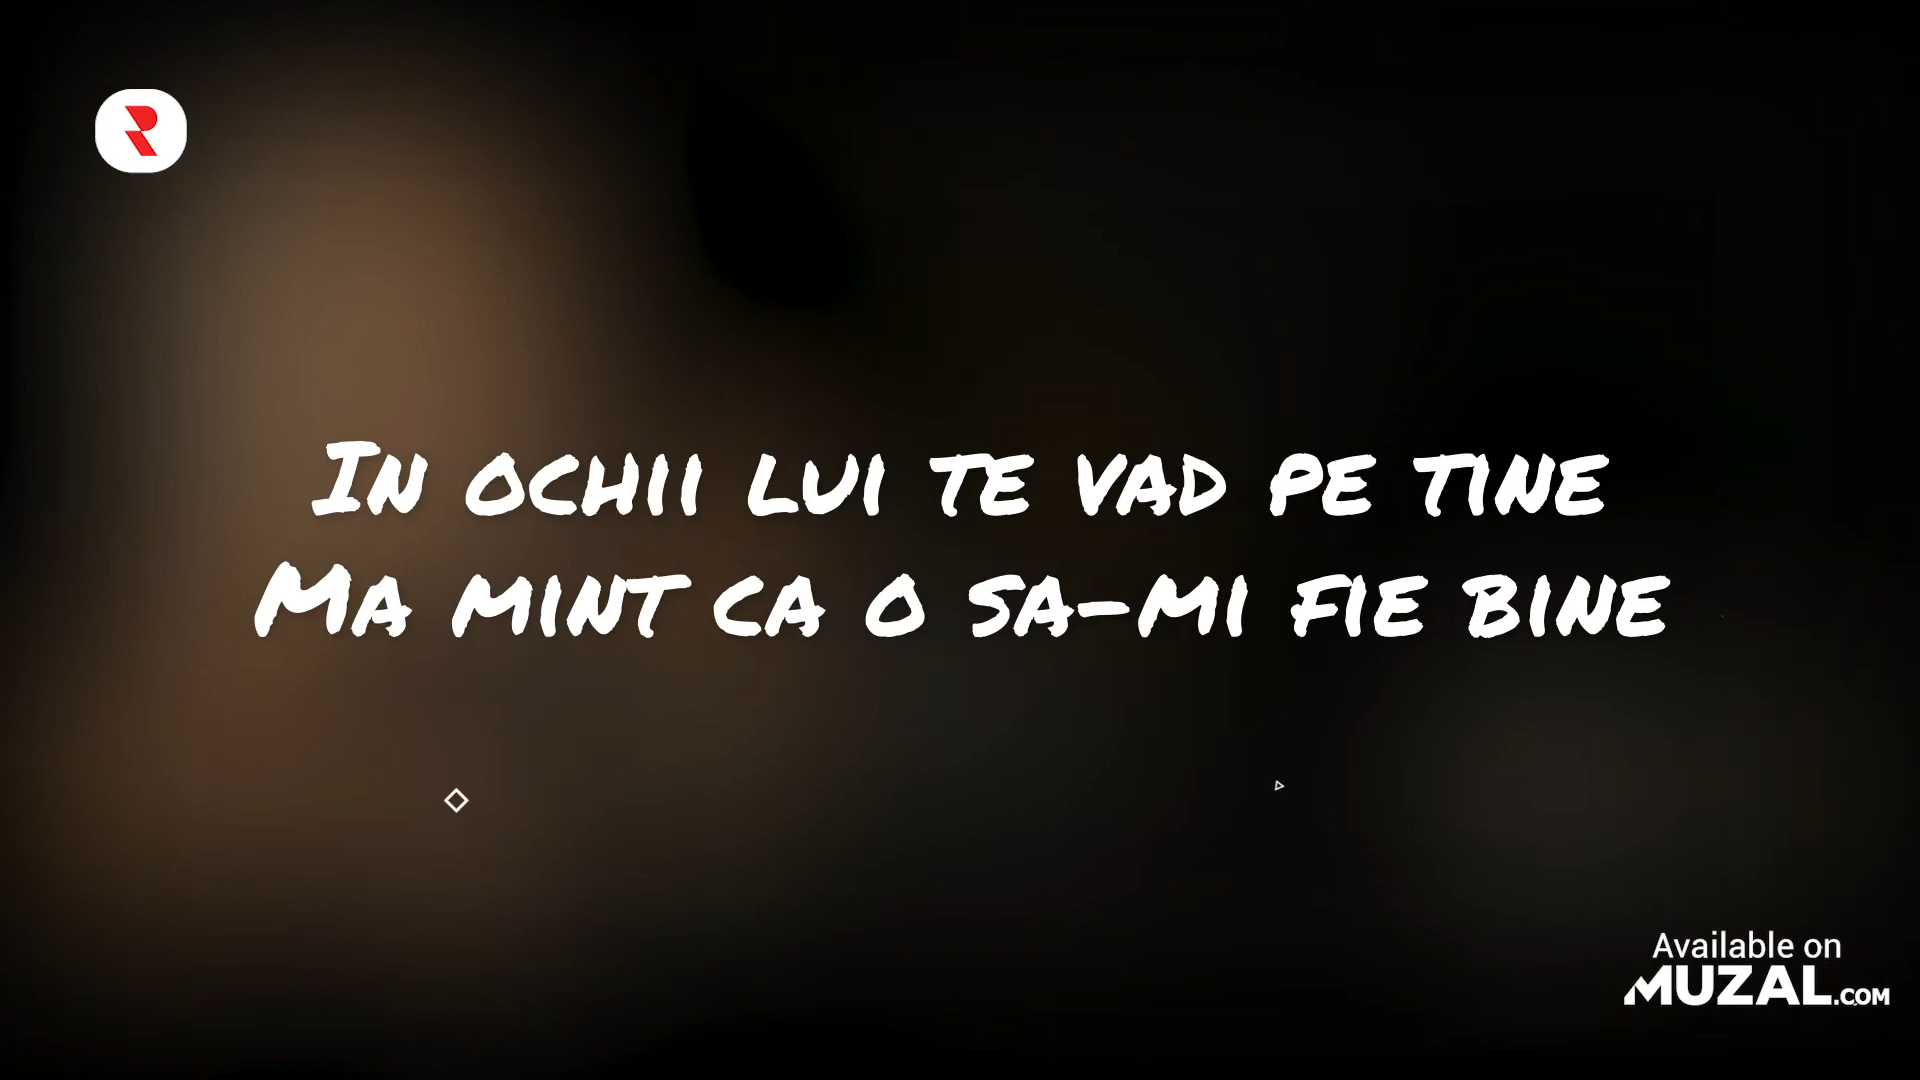 R
In ochii lui te vad pe tine
Ma mint ca o sa-mi fie bine
Available on
MUZAL.COM